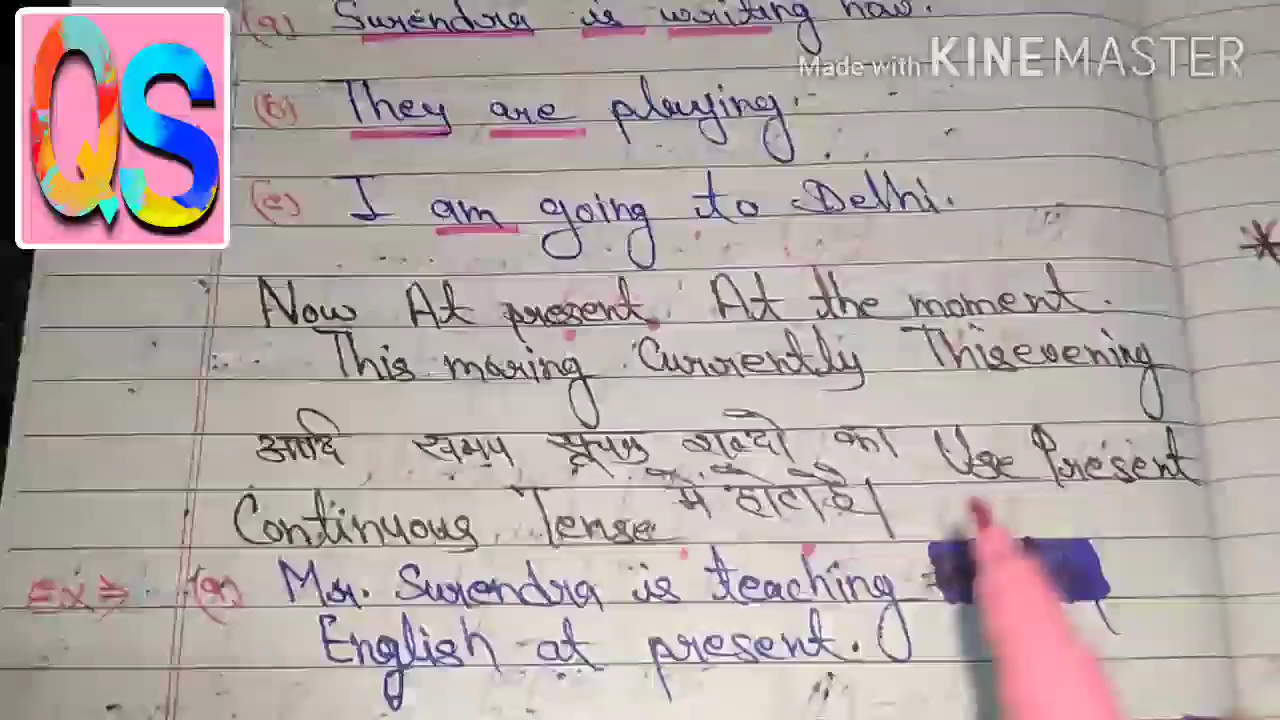 QS
(a) Surendra is writing now.
Made with KINEMASTER
(b) They are playing.
(c) I am going to Delhi.
Now At present At the moment.
This moring Currently Thisevening
आदि समय सूचक शब्दो का Use Present
Continuous Tense में होता है।
Ex ⇒ (a) Mr. Surendra is teaching
English at present.